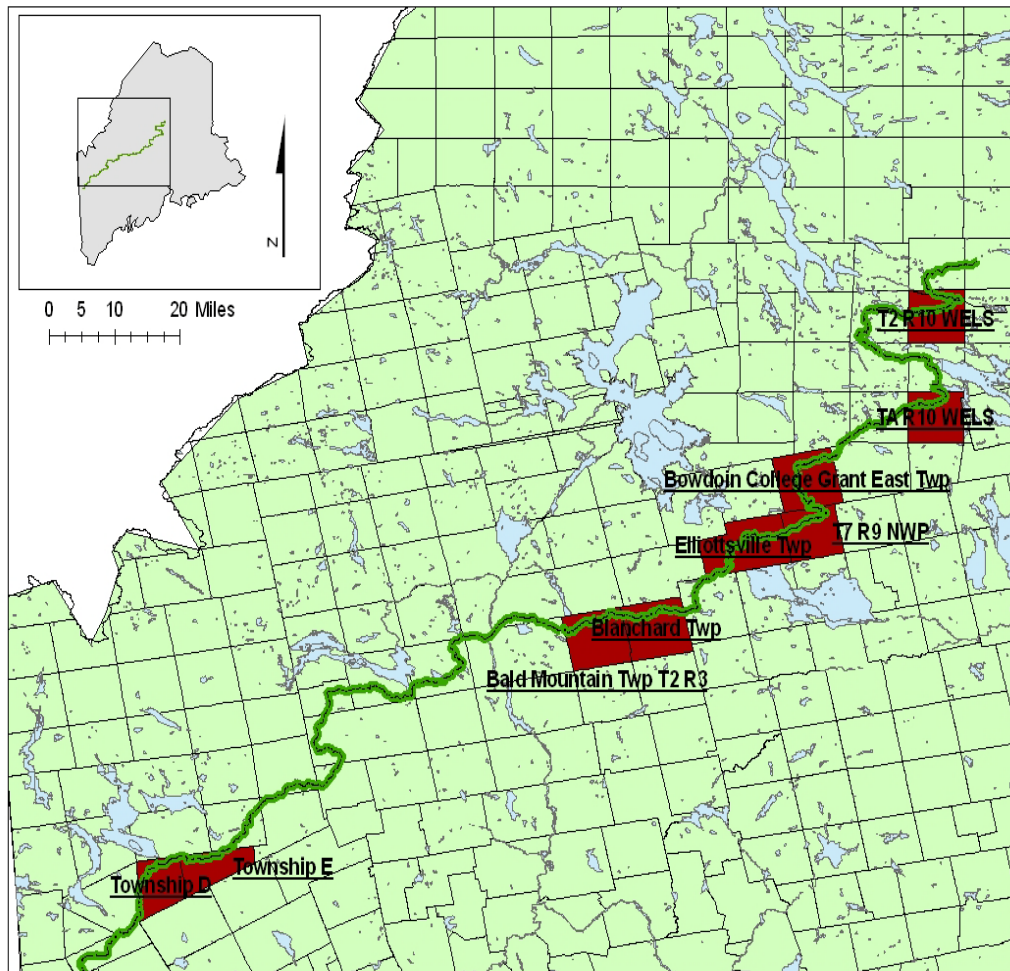 N
0 5 10 20 Miles
T2 R10 WELS
TA R10 WELS
Bowdoin College Grant East Twp
T7 R9 NWP
Elliottsville Twp
Blanchard Twp
Bald Mountain Twp T2 R3
Township E
Township D